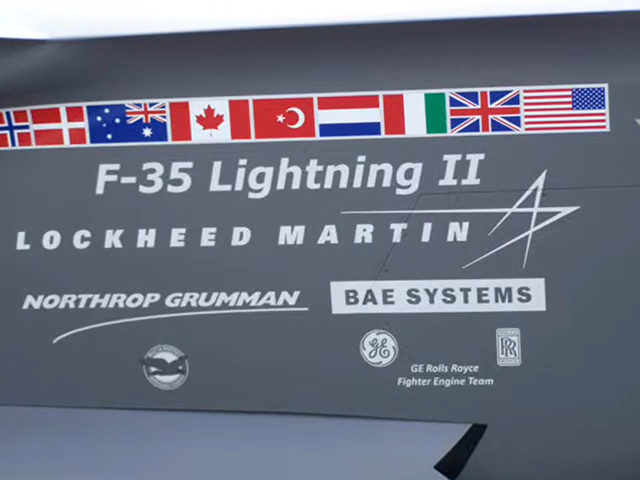 F-35 Lightning II
LOCKHEED MARTIN
NORTHROP GRUMMAN
BAE SYSTEMS
GE
RR
GE Rolls Royce
Fighter Engine Team